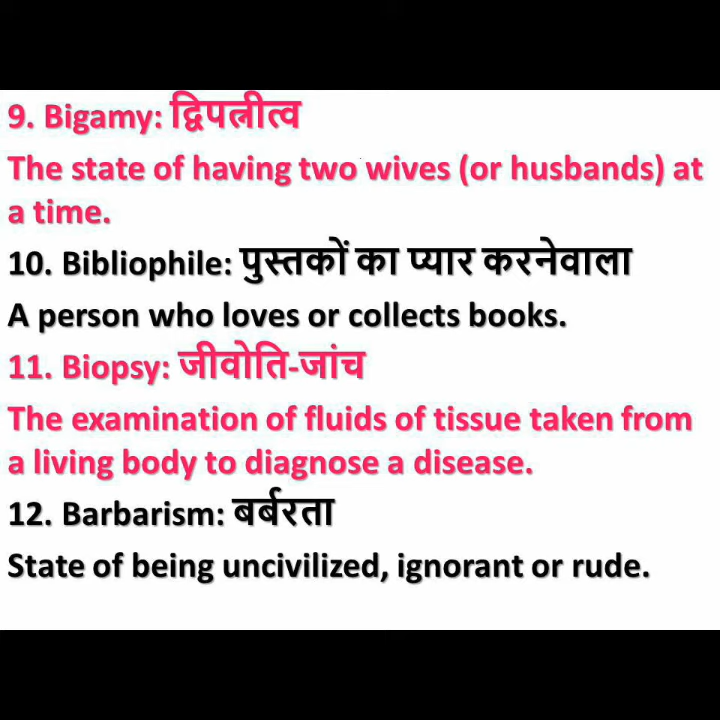 9. Bigamy: द्विपत्नीत्व
The state of having two wives (or husbands) at
a time.
10. Bibliophile: पुस्तकों का प्यार करनेवाला
A person who loves or collects books.
11. Biopsy: जीवोति-जांच
The examination of fluids of tissue taken from
a living body to diagnose a disease.
12. Barbarism: बर्बरता
State of being uncivilized, ignorant or rude.